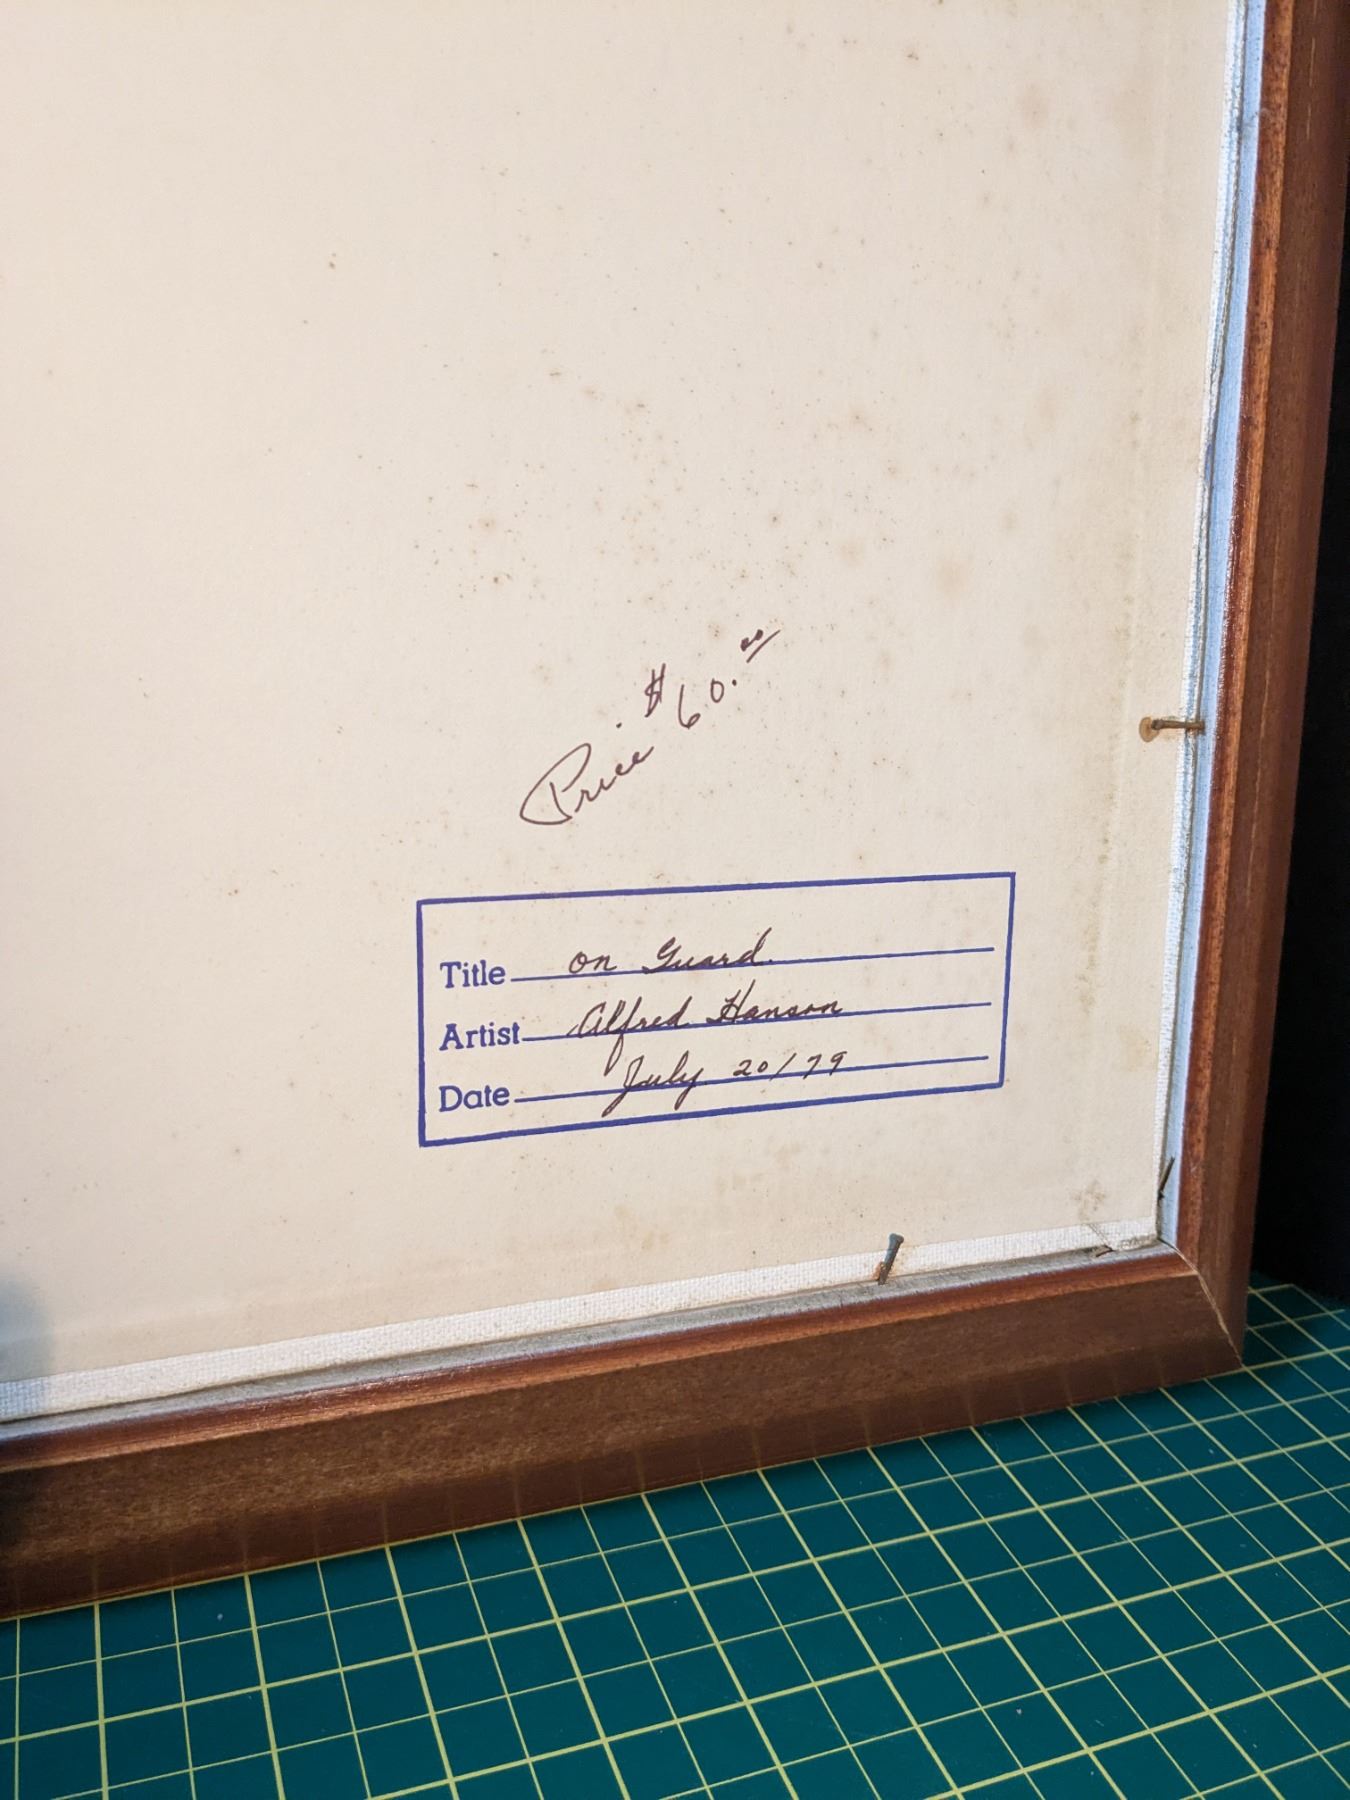 Price $60.00
Title on Guard.
Artist Alfred Hanson
Date July 20/79